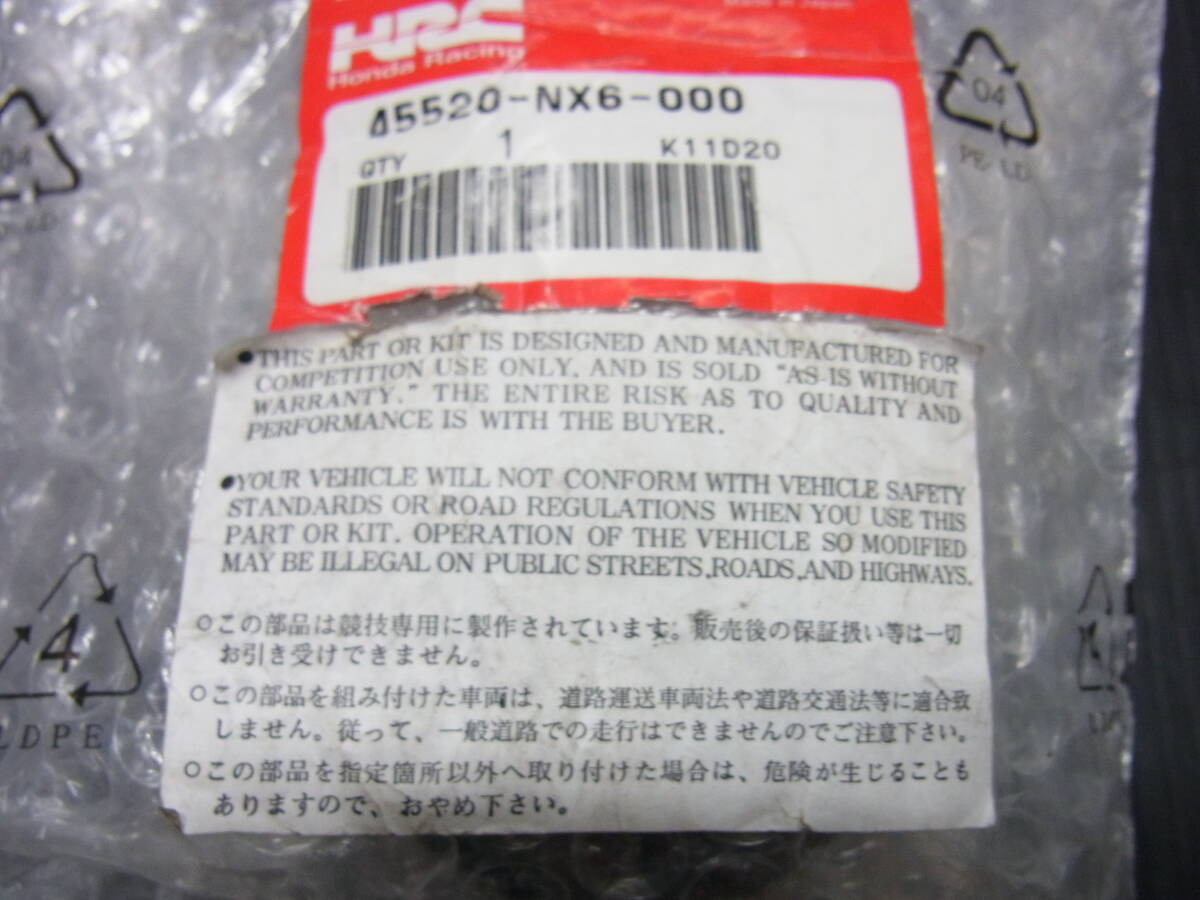 Made in Japan
HRC
Honda Racing
45520-NX6-000
QTY 1 K11D20
04
PE-LD
04
●THIS PART OR KIT IS DESIGNED AND MANUFACTURED FOR
COMPETITION USE ONLY, AND IS SOLD "AS-IS WITHOUT
WARRANTY." THE ENTIRE RISK AS TO QUALITY AND
PERFORMANCE IS WITH THE BUYER.
●YOUR VEHICLE WILL NOT CONFORM WITH VEHICLE SAFETY
STANDARDS OR ROAD REGULATIONS WHEN YOU USE THIS
PART OR KIT. OPERATION OF THE VEHICLE SO MODIFIED
MAY BE ILLEGAL ON PUBLIC STREETS,ROADS,AND HIGHWAYS.
○この部品は競技専用に製作されています。販売後の保証扱い等は一切
お引き受けできません。
○この部品を組み付けた車両は、道路運送車両法や道路交通法等に適合致
しません。従って、一般道路での走行はできませんのでご注意下さい。
○この部品を指定箇所以外へ取り付けた場合は、危険が生じることも
ありますので、おやめ下さい。
4
LDPE